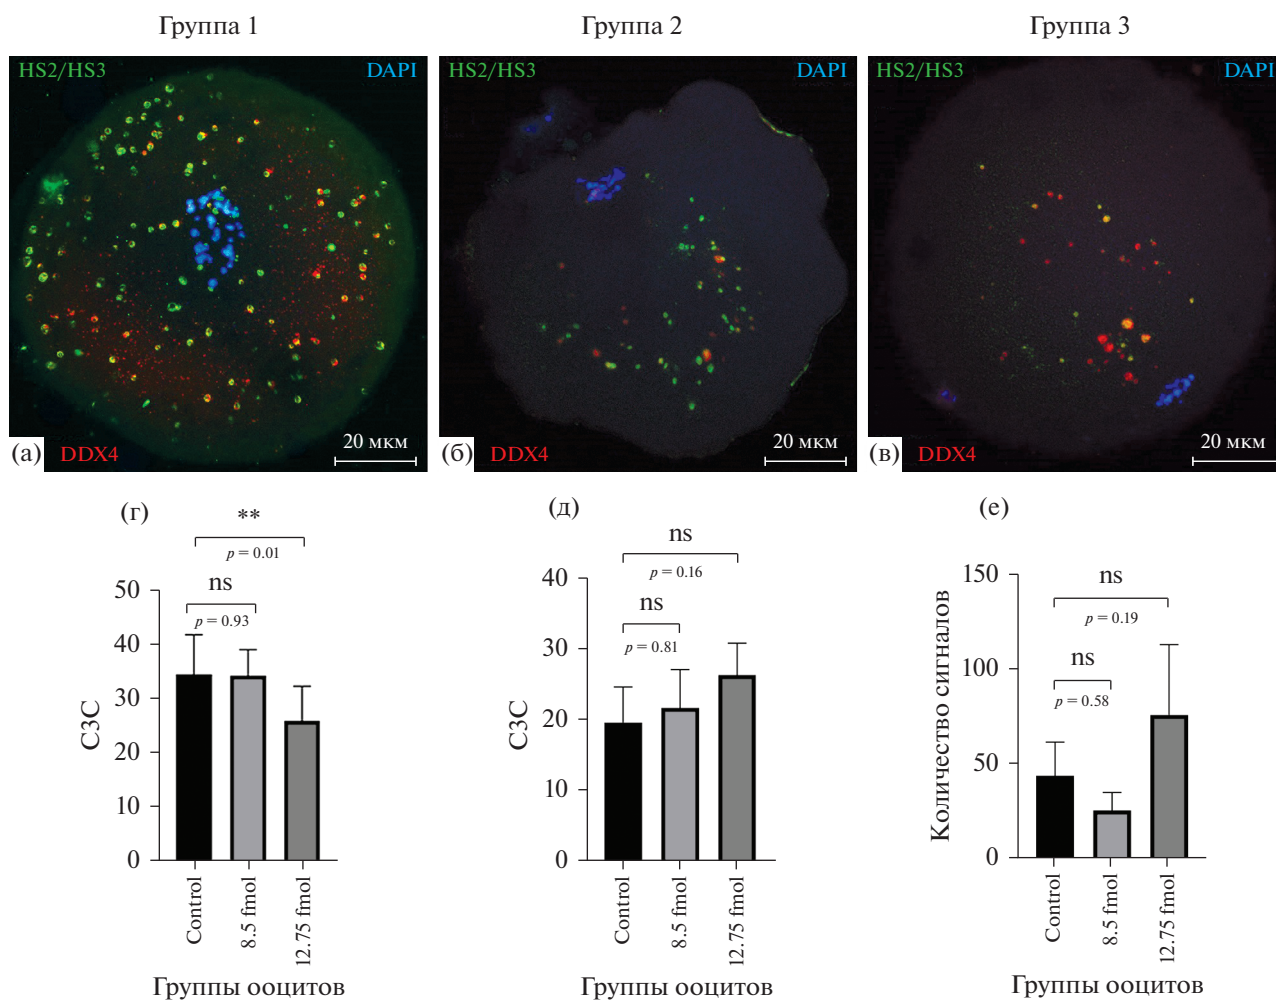 Группа 1
Группа 2
Группа 3
HS2/HS3
DAPI
HS2/HS3
DAPI
HS2/HS3
DAPI
(а)
DDX4
20 мкм
(б)
DDX4
20 мкм
(в)
DDX4
20 мкм
(г)
**
p = 0.01
ns
p = 0.93
50
40
30
20
10
0
СЗС
Control
8.5 fmol
12.75 fmol
Группы ооцитов
(д)
ns
p = 0.16
ns
p = 0.81
40
30
20
10
0
СЗС
Control
8.5 fmol
12.75 fmol
Группы ооцитов
(е)
ns
p = 0.19
ns
p = 0.58
150
100
50
0
Количество сигналов
Control
8.5 fmol
12.75 fmol
Группы ооцитов